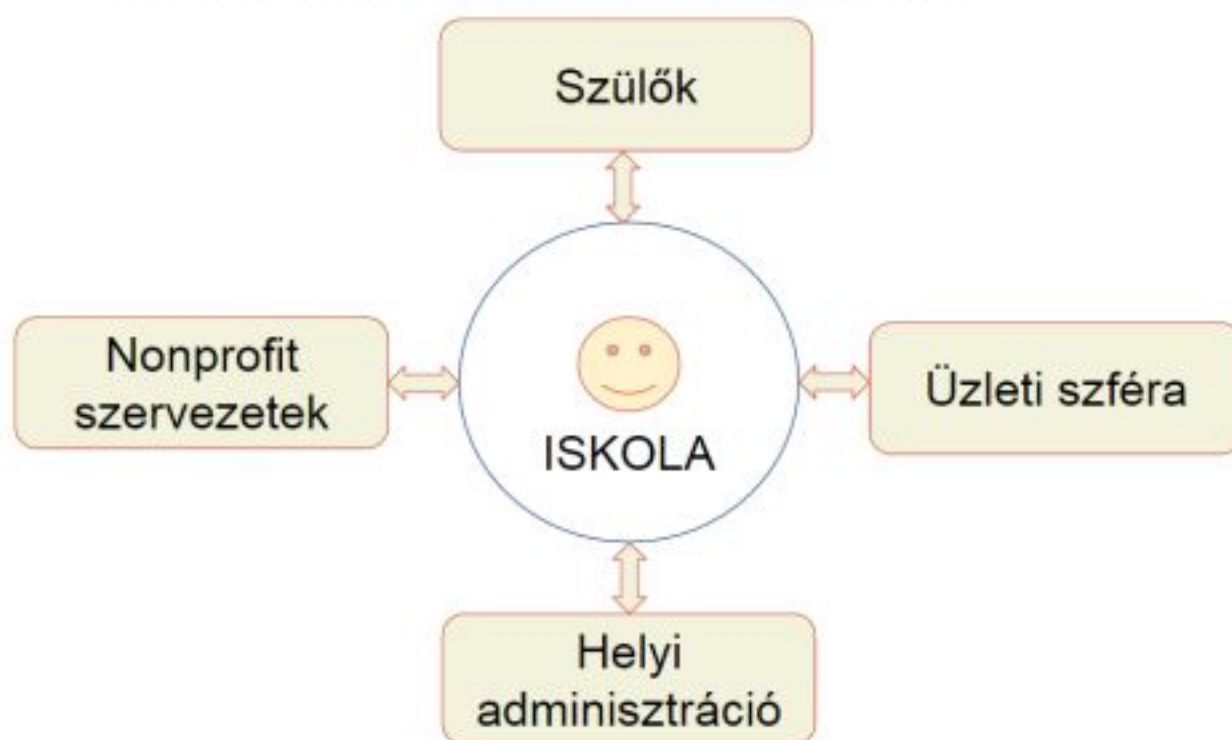 Szülők
Nonprofit
szervezetek
ISKOLA
Üzleti szféra
Helyi
adminisztráció